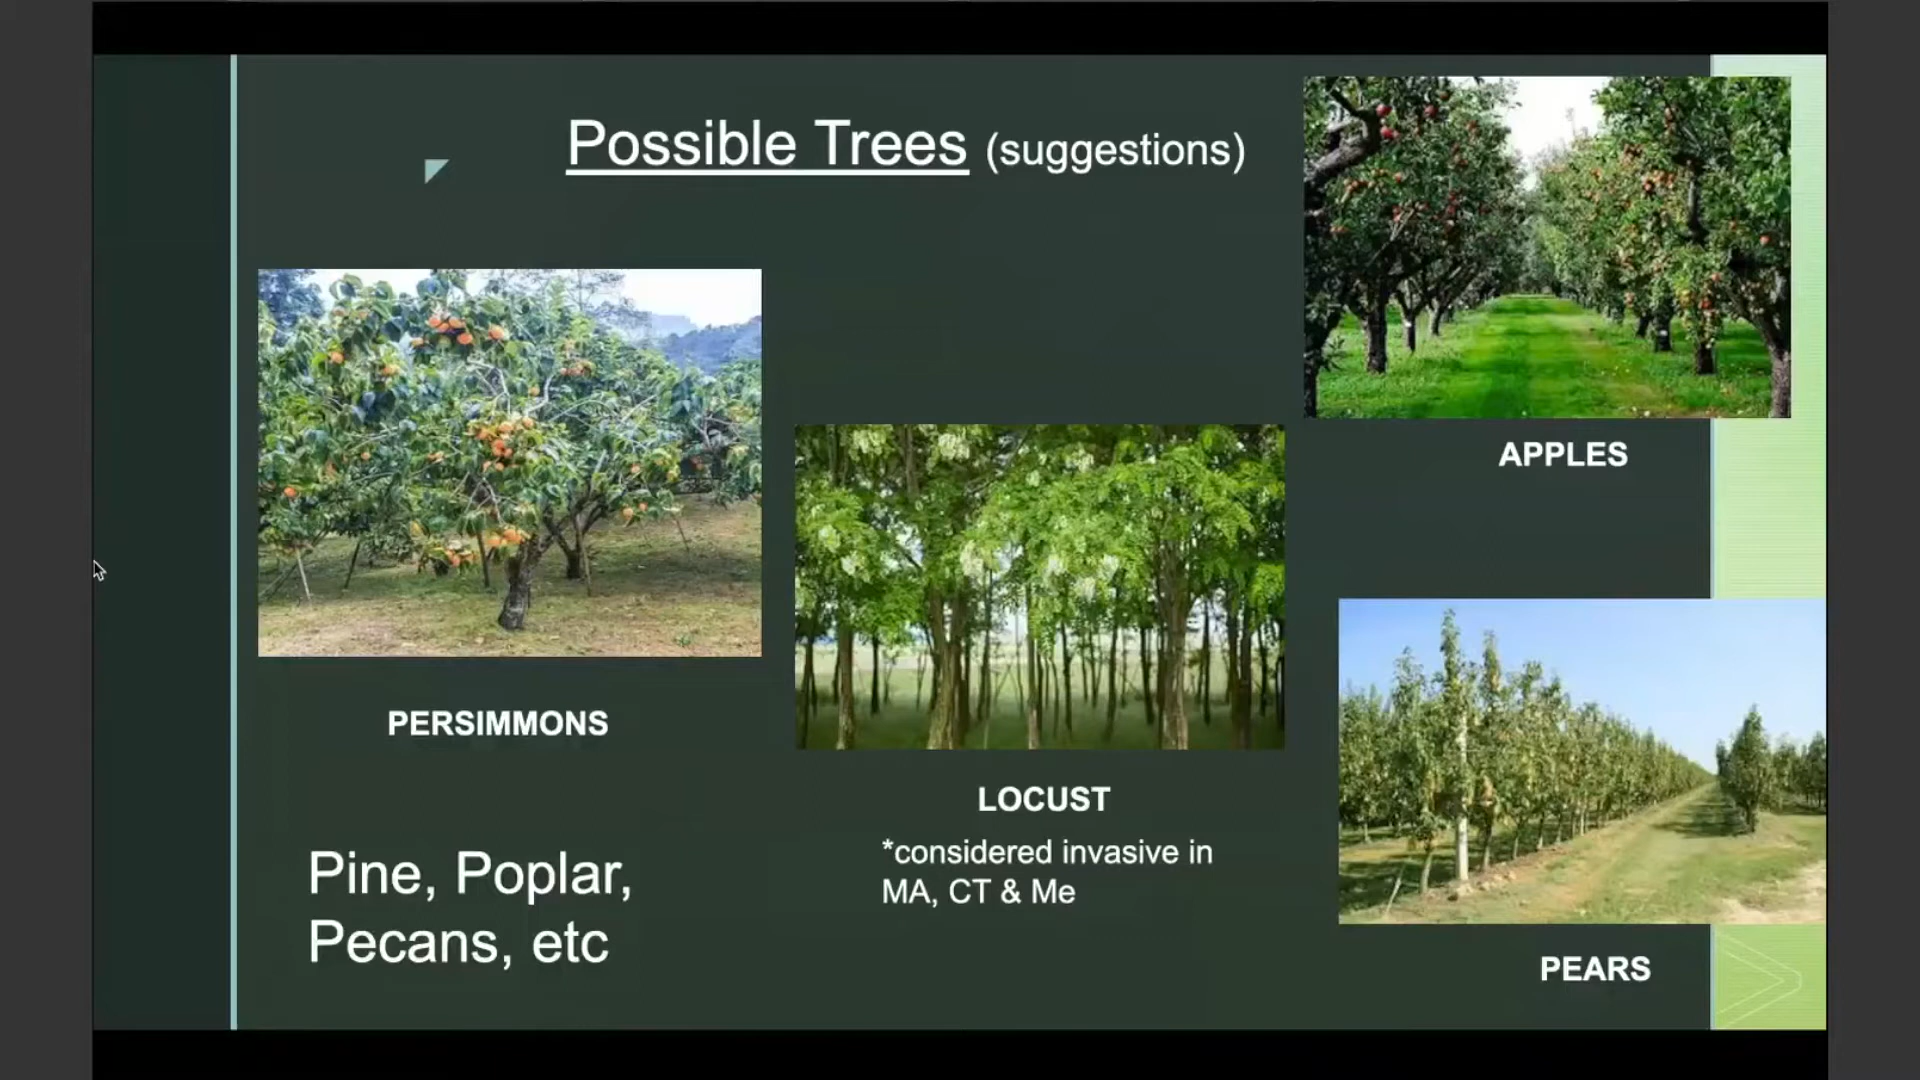 Possible Trees (suggestions)
APPLES
PERSIMMONS
LOCUST
*considered invasive in
MA, CT & Me
Pine, Poplar,
Pecans, etc
PEARS